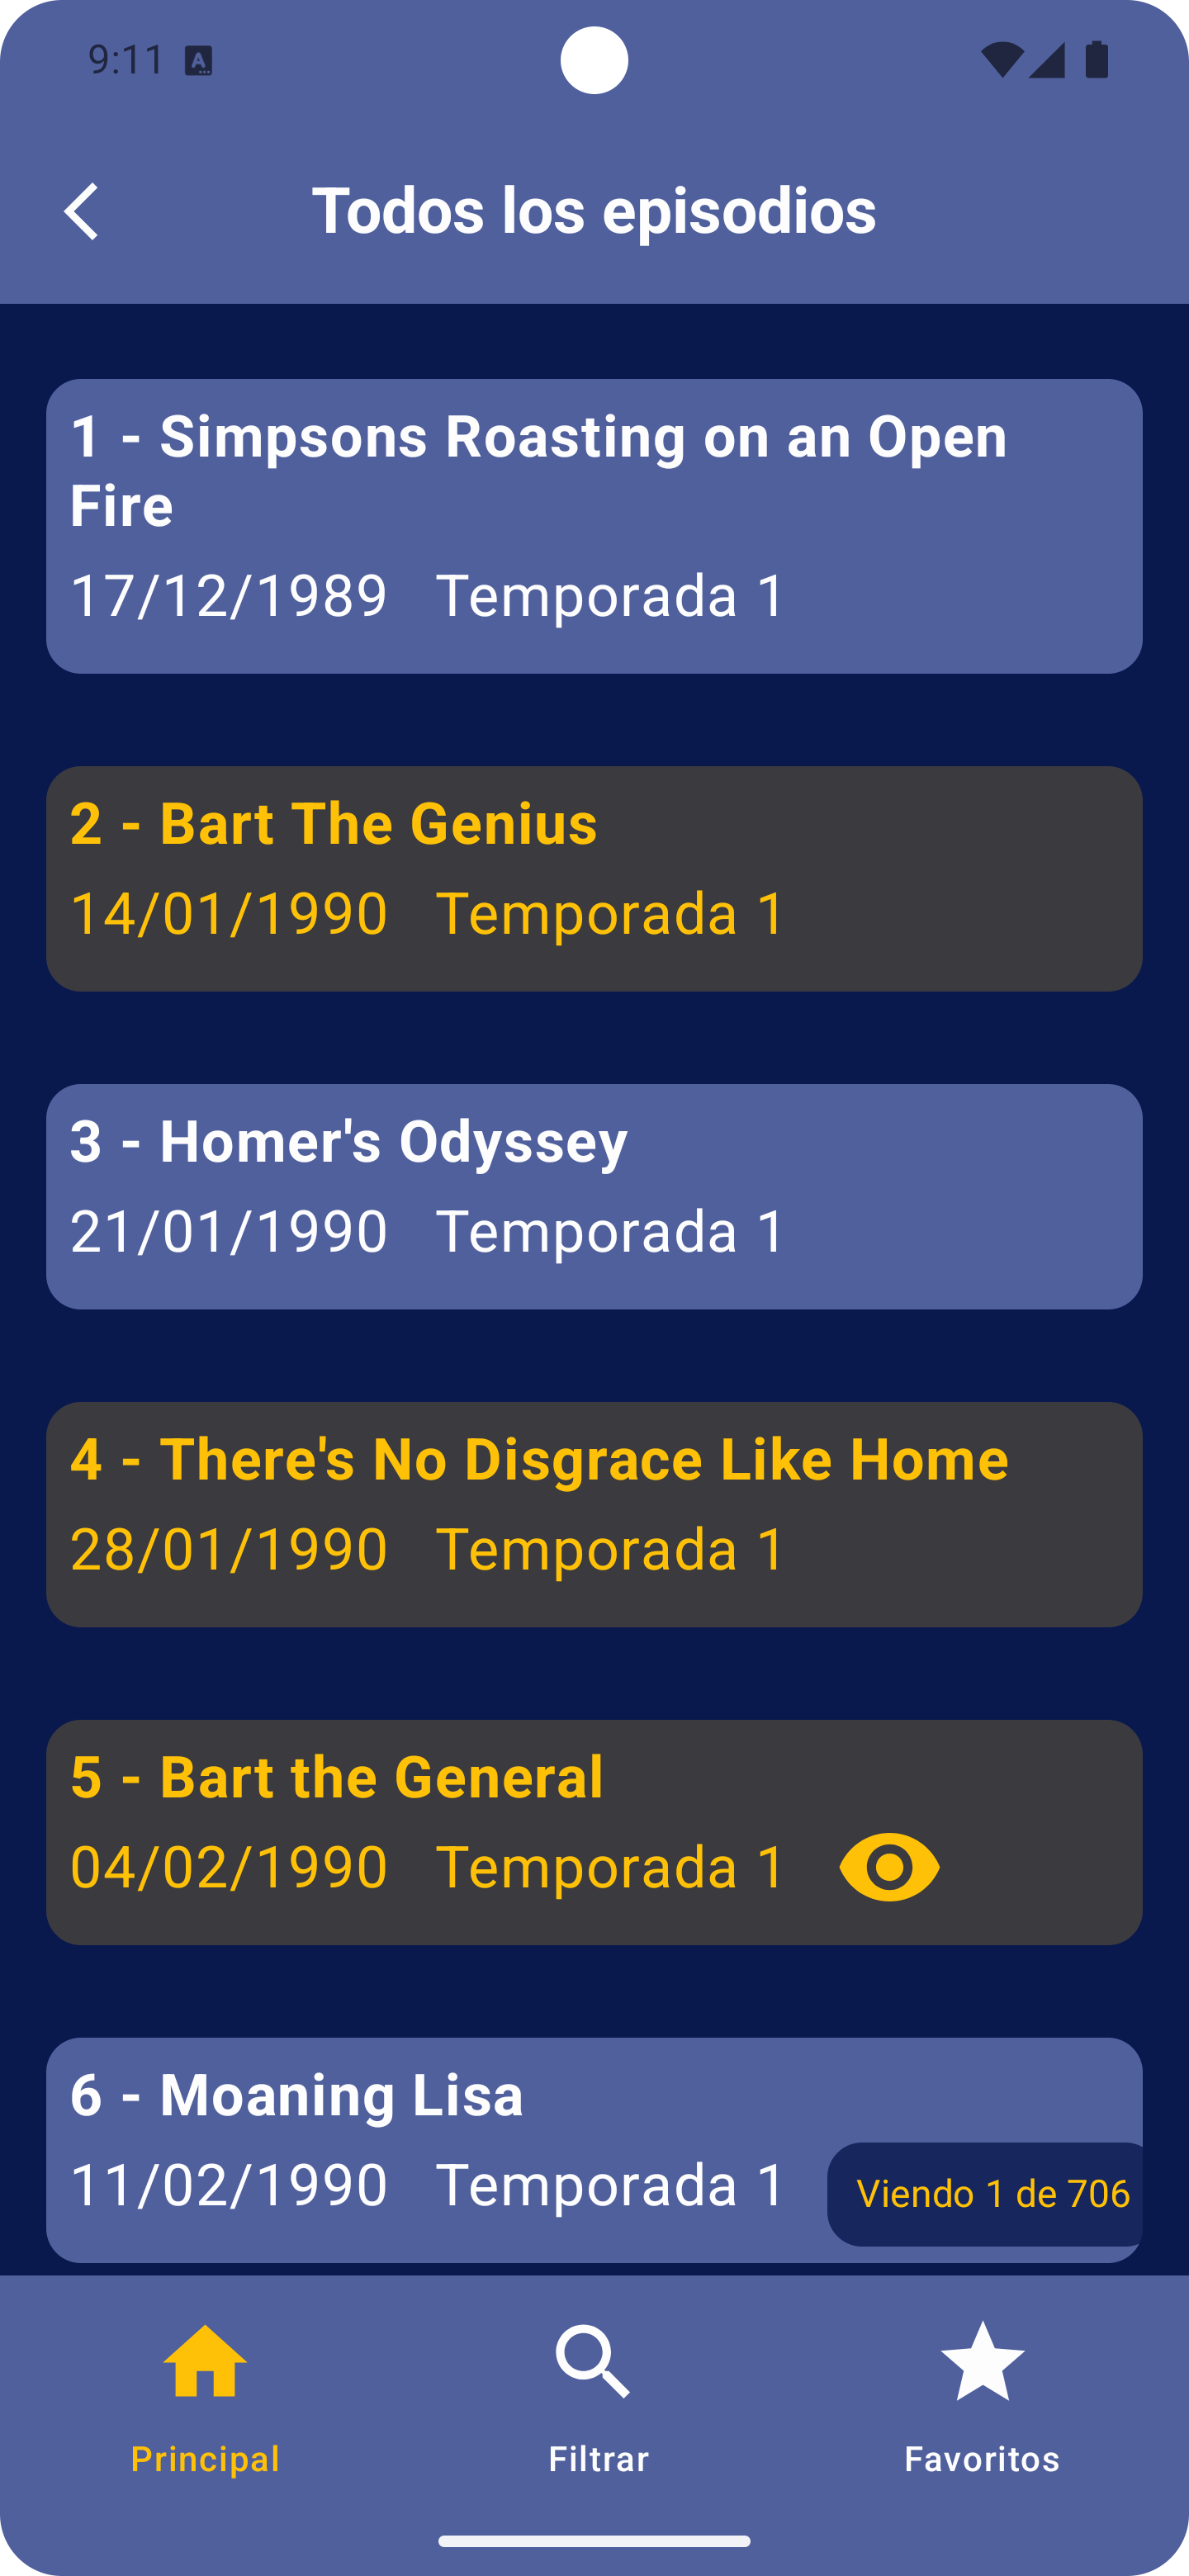 9:11
Todos los episodios
1 - Simpsons Roasting on an Open
Fire
17/12/1989 Temporada 1
2 - Bart The Genius
14/01/1990 Temporada 1
3 - Homer's Odyssey
21/01/1990 Temporada 1
4 - There's No Disgrace Like Home
28/01/1990 Temporada 1
5 - Bart the General
04/02/1990 Temporada 1
6 - Moaning Lisa
11/02/1990 Temporada 1
Viendo 1 de 706
Principal
Filtrar
Favoritos